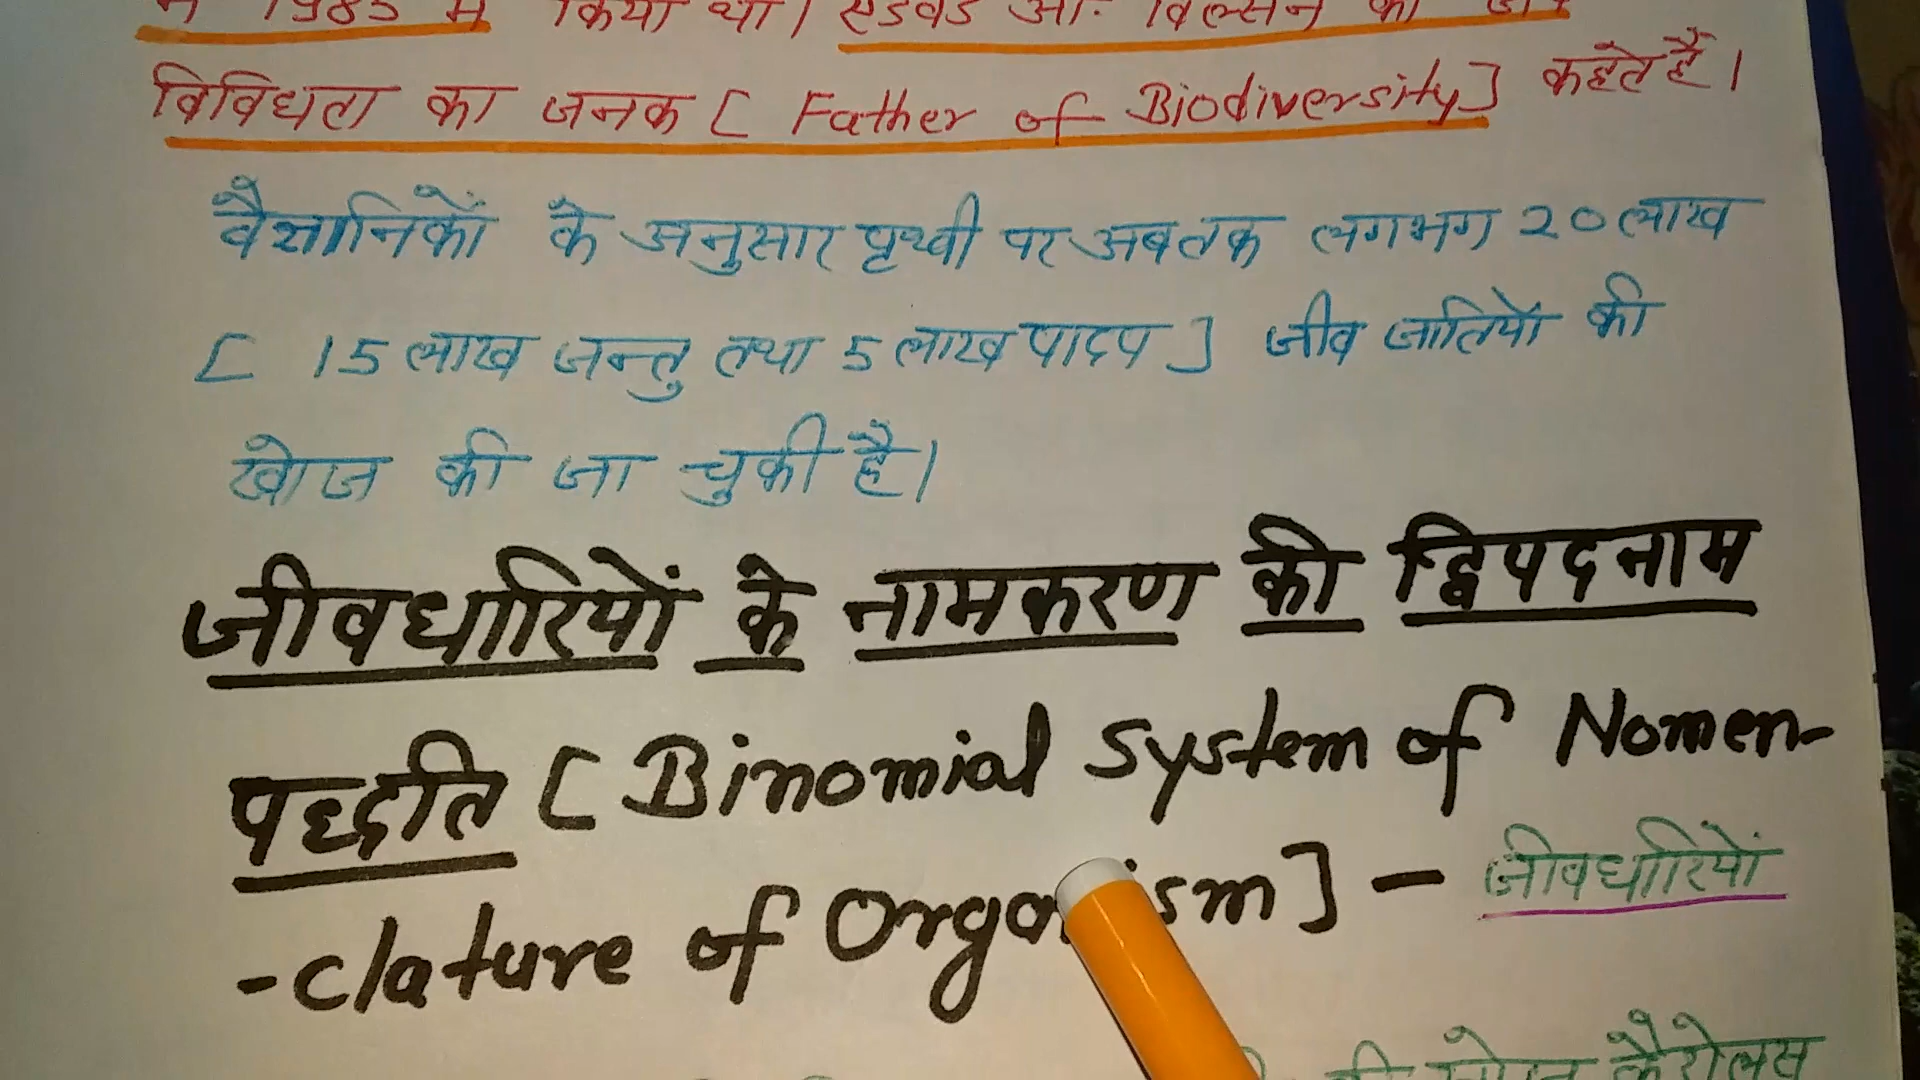 ने 1985 में किया था। एडवर्ड ओ. विल्सन को जैव
विविधता का जनक [ Father of Biodiversity] कहते हैं।
वैज्ञानिकों के अनुसार पृथ्वी पर अबतक लगभग 20 लाख
[ 15 लाख जन्तु तथा 5 लाख पादप ] जीव जातियों की
खोज की जा चुकी है।
जीवधारियों के नामकरण की द्विपदनाम
पद्धति [ Binomial System of Nomen-
-clature of Organism] - जीवधारियों
की खोज कैरोलस